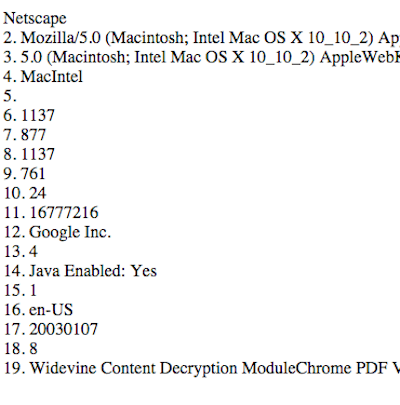 Netscape
2. Mozilla/5.0 (Macintosh; Intel Mac OS X 10_10_2) Ap
3. 5.0 (Macintosh; Intel Mac OS X 10_10_2) AppleWebK
4. MacIntel
5.
6. 1137
7. 877
8. 1137
9. 761
10. 24
11. 16777216
12. Google Inc.
13. 4
14. Java Enabled: Yes
15. 1
16. en-US
17. 20030107
18. 8
19. Widevine Content Decryption ModuleChrome PDF V